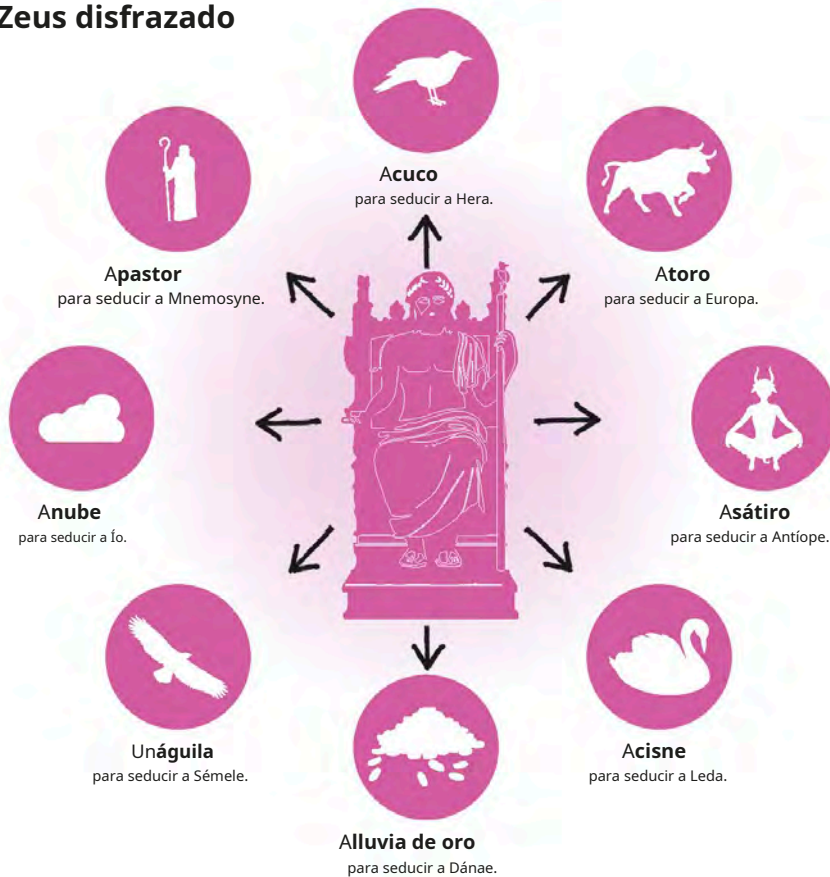 Zeus disfrazado
Acuco
para seducir a Hera.
Apastor
para seducir a Mnemosyne.
Atoro
para seducir a Europa.
Anube
para seducir a Ío.
Asátiro
para seducir a Antíope.
Unáguila
para seducir a Sémele.
Acisne
para seducir a Leda.
Alluvia de oro
para seducir a Dánae.